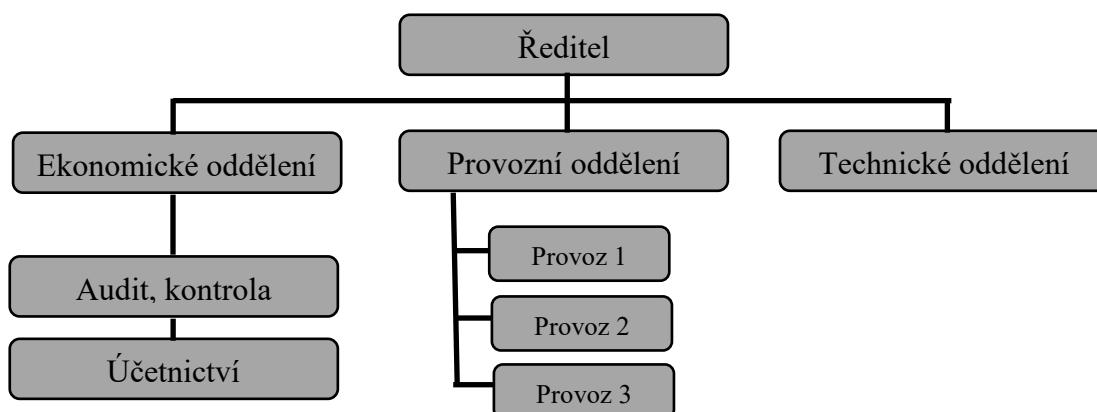 Ředitel
Ekonomické oddělení
Provozní oddělení
Technické oddělení
Provoz 1
Audit, kontrola
Provoz 2
Účetnictví
Provoz 3